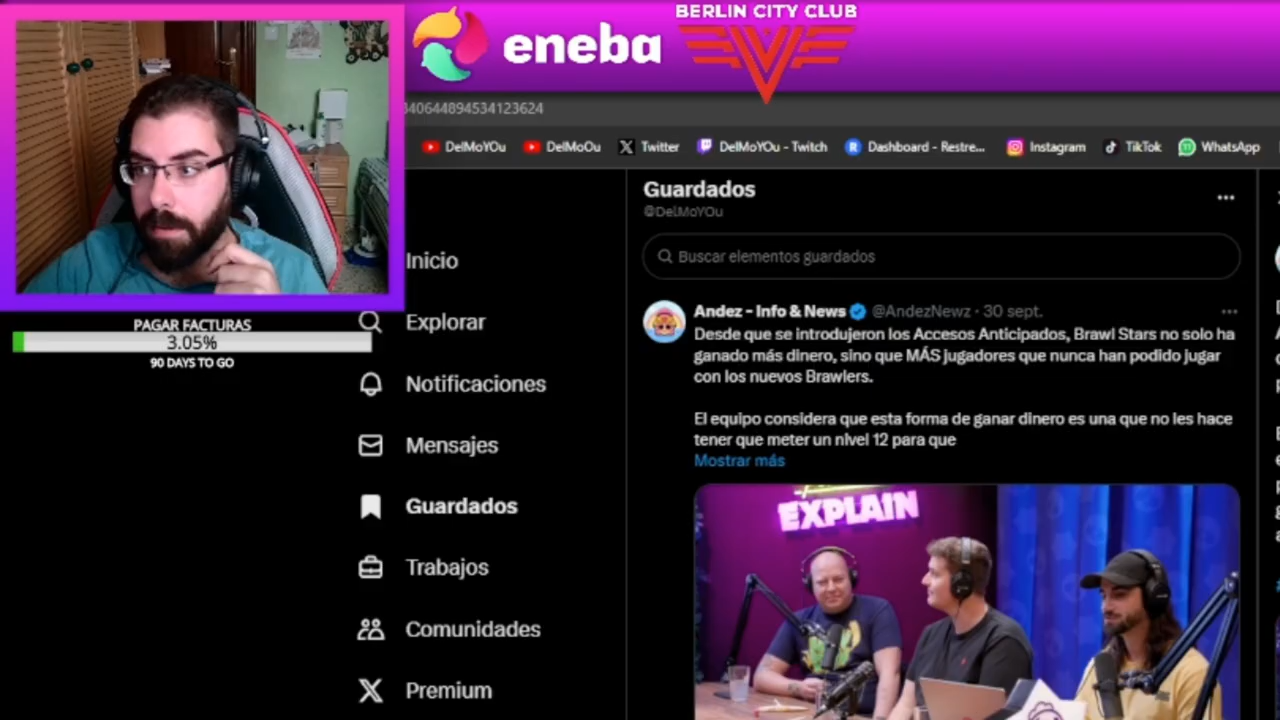 BERLIN CITY CLUB
eneba
340644894534123624
DelMoYOu
DelMoOu
Twitter
DelMoYOu - Twitch
Dashboard - Restre...
Instagram
TikTok
WhatsApp
Guardados
@DelMoYOu
Buscar elementos guardados
Inicio
Explorar
Notificaciones
Mensajes
Guardados
Trabajos
Comunidades
Premium
PAGAR FACTURAS
3.05%
90 DAYS TO GO
Andez - Info & News @AndezNewz · 30 sept.
Desde que se introdujeron los Accesos Anticipados, Brawl Stars no solo ha
ganado más dinero, sino que MÁS jugadores que nunca han podido jugar
con los nuevos Brawlers.
El equipo considera que esta forma de ganar dinero es una que no les hace
tener que meter un nivel 12 para que
Mostrar más
EXPLAIN